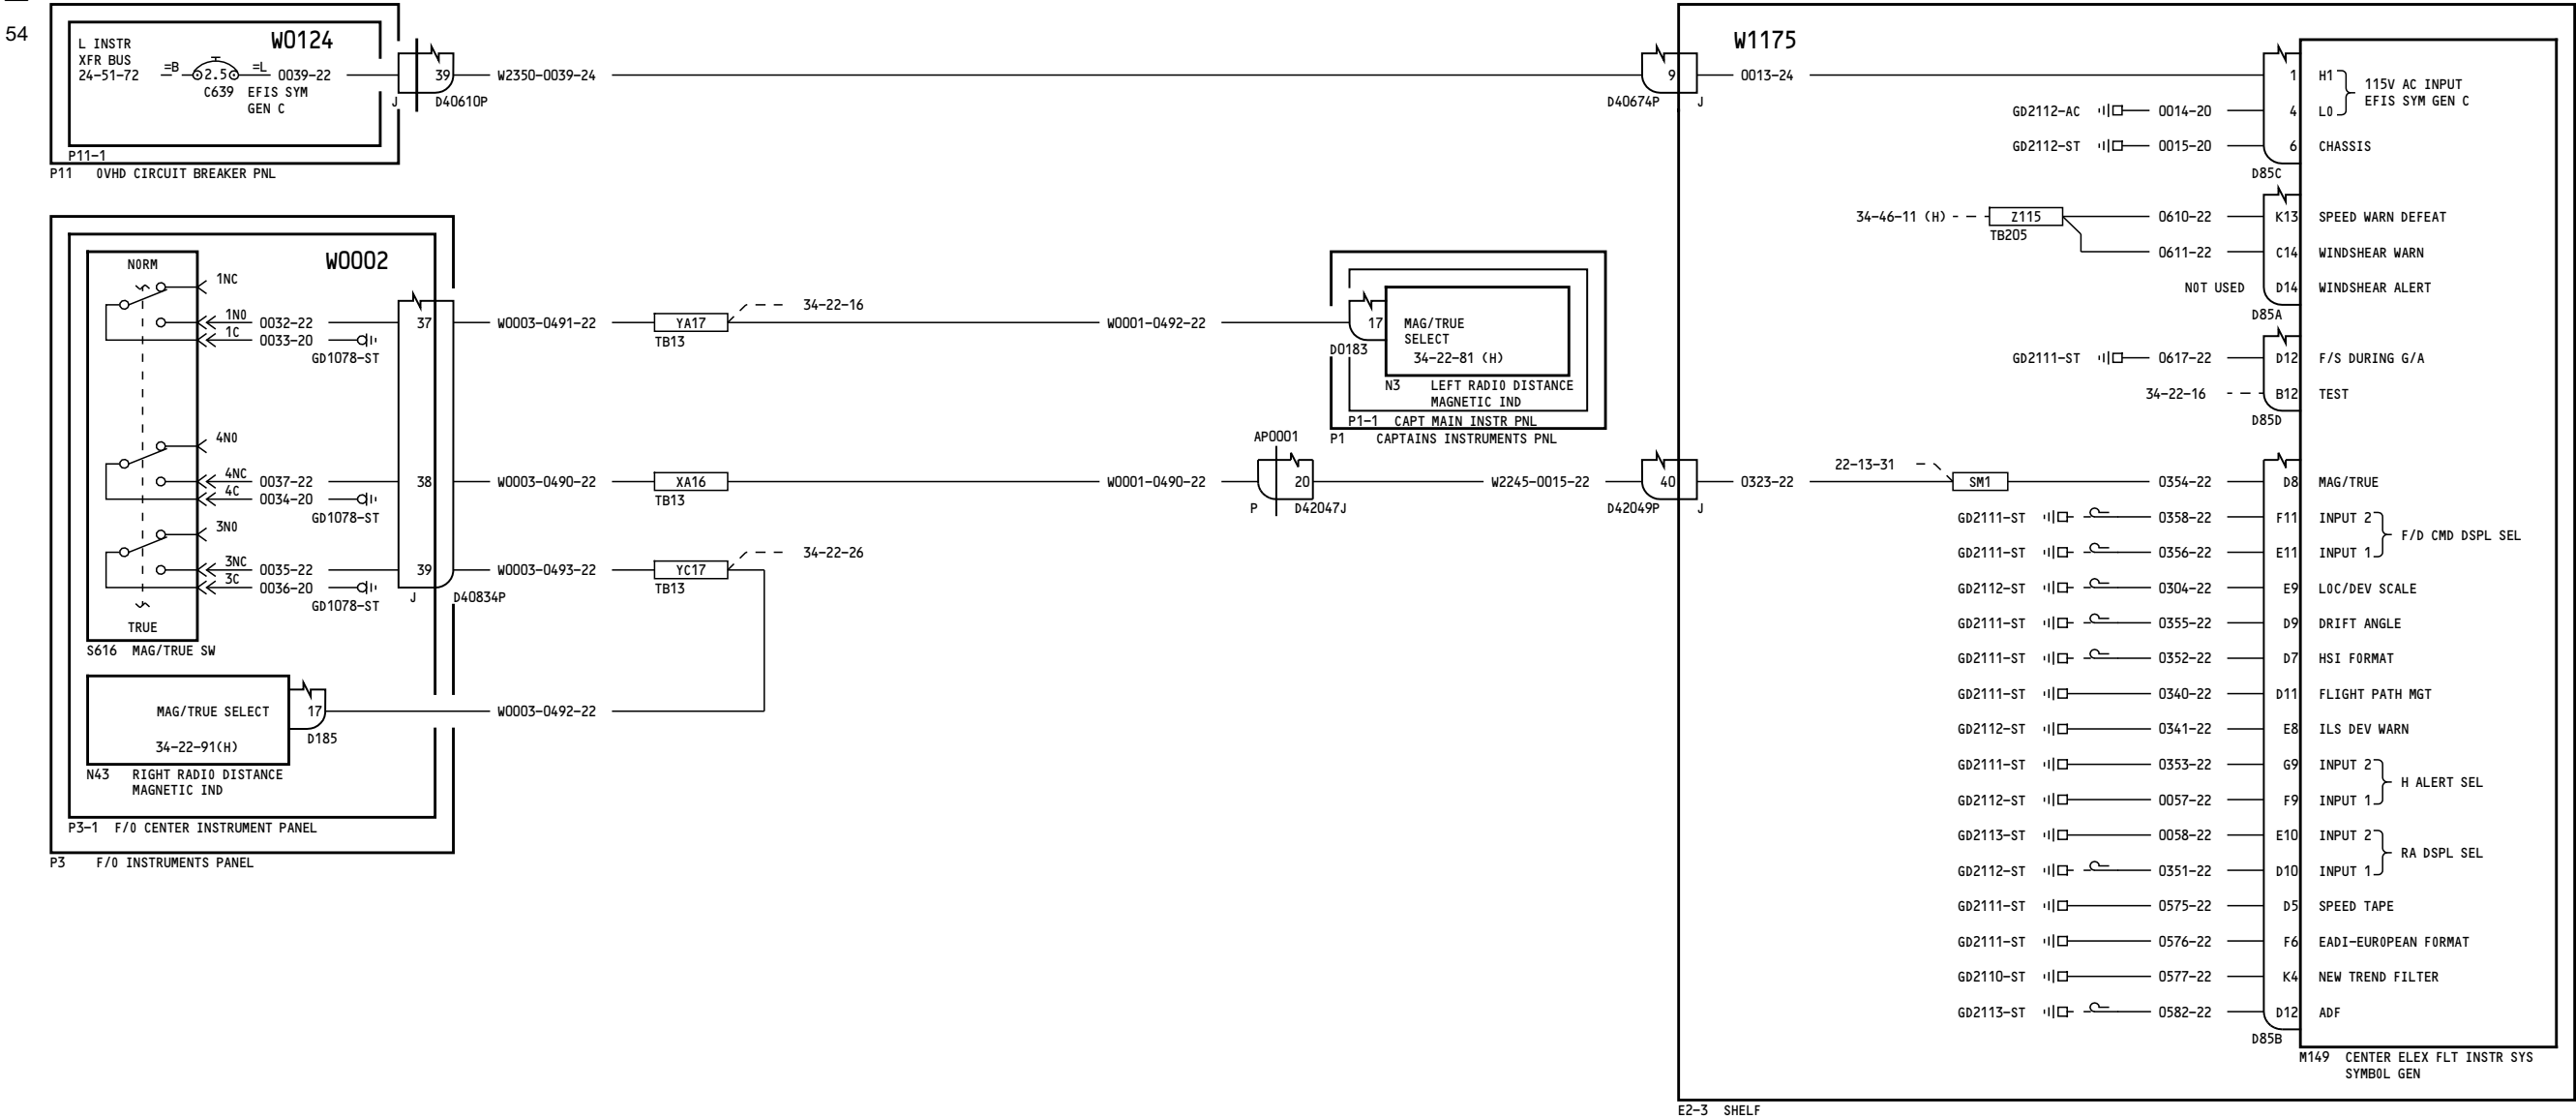 54
L INSTR
XFR BUS
24-51-72
=B
2.5
=L
0039-22
C639
EFIS SYM
GEN C
W0124
P11-1
P11 OVHD CIRCUIT BREAKER PNL
J
39
D40610P
W2350-0039-24
9
D40674P
J
W1175
0013-24
1 H1
115V AC INPUT
EFIS SYM GEN C
GD2112-AC 0014-20 4 LO
GD2112-ST 0015-20 6 CHASSIS
D85C
34-46-11 (H) Z115 0610-22 K13 SPEED WARN DEFEAT
TB205
0611-22 C14 WINDSHEAR WARN
NOT USED D14 WINDSHEAR ALERT
D85A
GD2111-ST 0617-22 D12 F/S DURING G/A
34-22-16 B12 TEST
D85D
W0002
NORM
1NC
1NO
0032-22
1C
0033-20
GD1078-ST
37
W0003-0491-22
YA17
TB13
34-22-16
W0001-0492-22
17
D0183
MAG/TRUE
SELECT
34-22-81 (H)
N3 LEFT RADIO DISTANCE
MAGNETIC IND
P1-1 CAPT MAIN INSTR PNL
P1 CAPTAINS INSTRUMENTS PNL
4NO
4NC
0037-22
4C
0034-20
GD1078-ST
38
W0003-0490-22
XA16
TB13
W0001-0490-22
AP0001
20
P
D42047J
W2245-0015-22
40
D42049P
J
0323-22
22-13-31
SM1
0354-22 D8 MAG/TRUE
3NO
3NC
0035-22
3C
0036-20
GD1078-ST
39
J
D40834P
W0003-0493-22
YC17
TB13
34-22-26
TRUE
S616 MAG/TRUE SW
MAG/TRUE SELECT
34-22-91(H)
17
D185
W0003-0492-22
N43 RIGHT RADIO DISTANCE
MAGNETIC IND
P3-1 F/O CENTER INSTRUMENT PANEL
P3 F/O INSTRUMENTS PANEL
GD2111-ST 0358-22 F11 INPUT 2
F/D CMD DSPL SEL
GD2111-ST 0356-22 E11 INPUT 1
GD2112-ST 0304-22 E9 LOC/DEV SCALE
GD2111-ST 0355-22 D9 DRIFT ANGLE
GD2111-ST 0352-22 D7 HSI FORMAT
GD2111-ST 0340-22 D11 FLIGHT PATH MGT
GD2112-ST 0341-22 E8 ILS DEV WARN
GD2111-ST 0353-22 G9 INPUT 2
H ALERT SEL
GD2112-ST 0057-22 F9 INPUT 1
GD2113-ST 0058-22 E10 INPUT 2
RA DSPL SEL
GD2112-ST 0351-22 D10 INPUT 1
GD2111-ST 0575-22 D5 SPEED TAPE
GD2111-ST 0576-22 F6 EADI-EUROPEAN FORMAT
GD2110-ST 0577-22 K4 NEW TREND FILTER
GD2113-ST 0582-22 D12 ADF
D85B
M149 CENTER ELEX FLT INSTR SYS
SYMBOL GEN
E2-3 SHELF